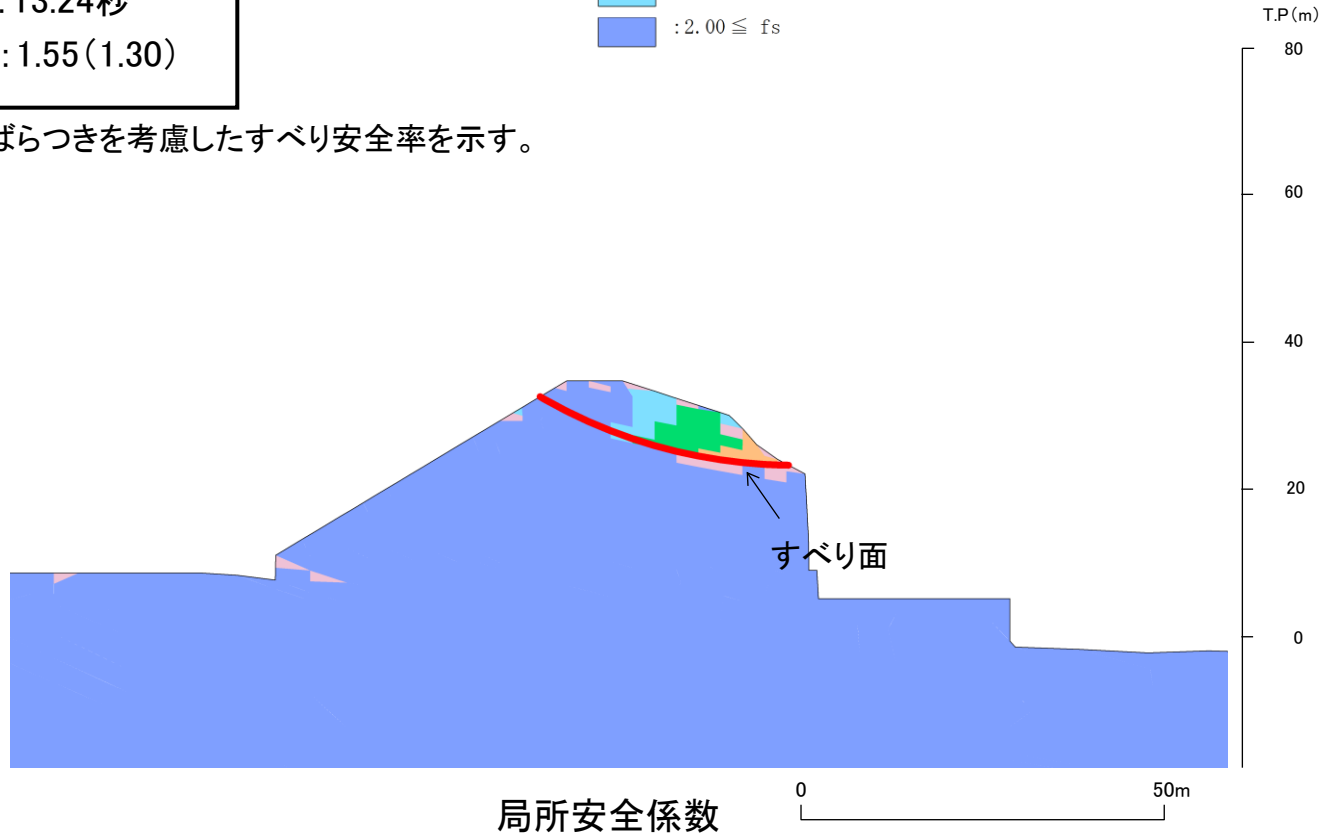 : 13.24秒
: 1.55(1.30)
ばらつきを考慮したすべり安全率を示す。
:2.00≦ fs
T.P(m)
80
60
40
20
0
すべり面
局所安全係数
0
50m